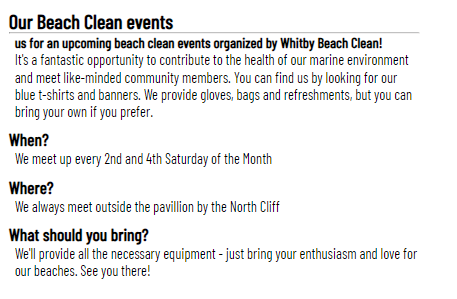 Our Beach Clean events
us for an upcoming beach clean events organized by Whitby Beach Clean!
It's a fantastic opportunity to contribute to the health of our marine environment
and meet like-minded community members. You can find us by looking for our
blue t-shirts and banners. We provide gloves, bags and refreshments, but you can
bring your own if you prefer.
When?
We meet up every 2nd and 4th Saturday of the Month
Where?
We always meet outside the pavillion by the North Cliff
What should you bring?
We'll provide all the necessary equipment - just bring your enthusiasm and love for
our beaches. See you there!